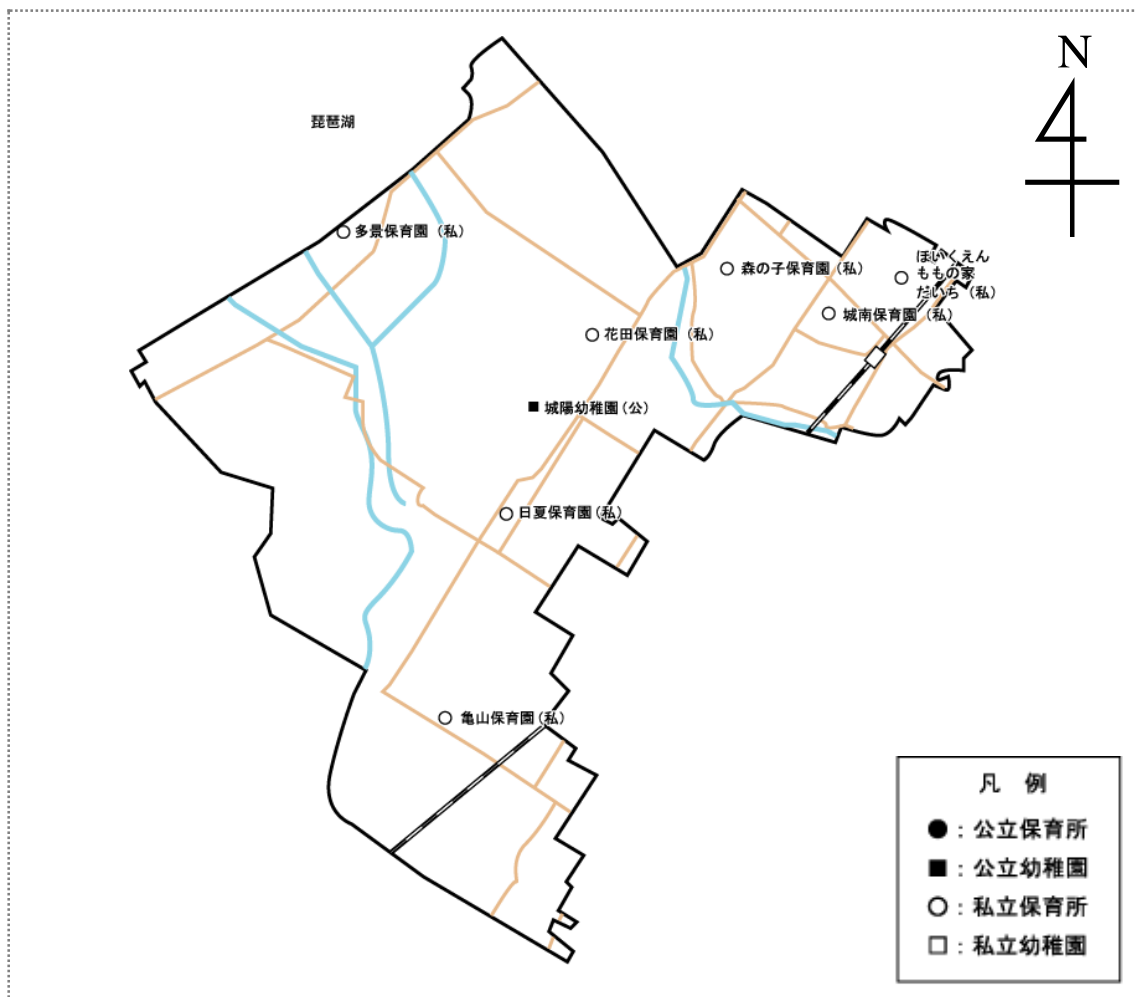 N
琵琶湖
多景保育園（私）
森の子保育園（私）
ほいくえん
ももの家
だいち（私）
城南保育園（私）
花田保育園（私）
城陽幼稚園（公）
日夏保育園（私）
亀山保育園（私）
凡　例
●：公立保育所
■：公立幼稚園
○：私立保育所
□：私立幼稚園